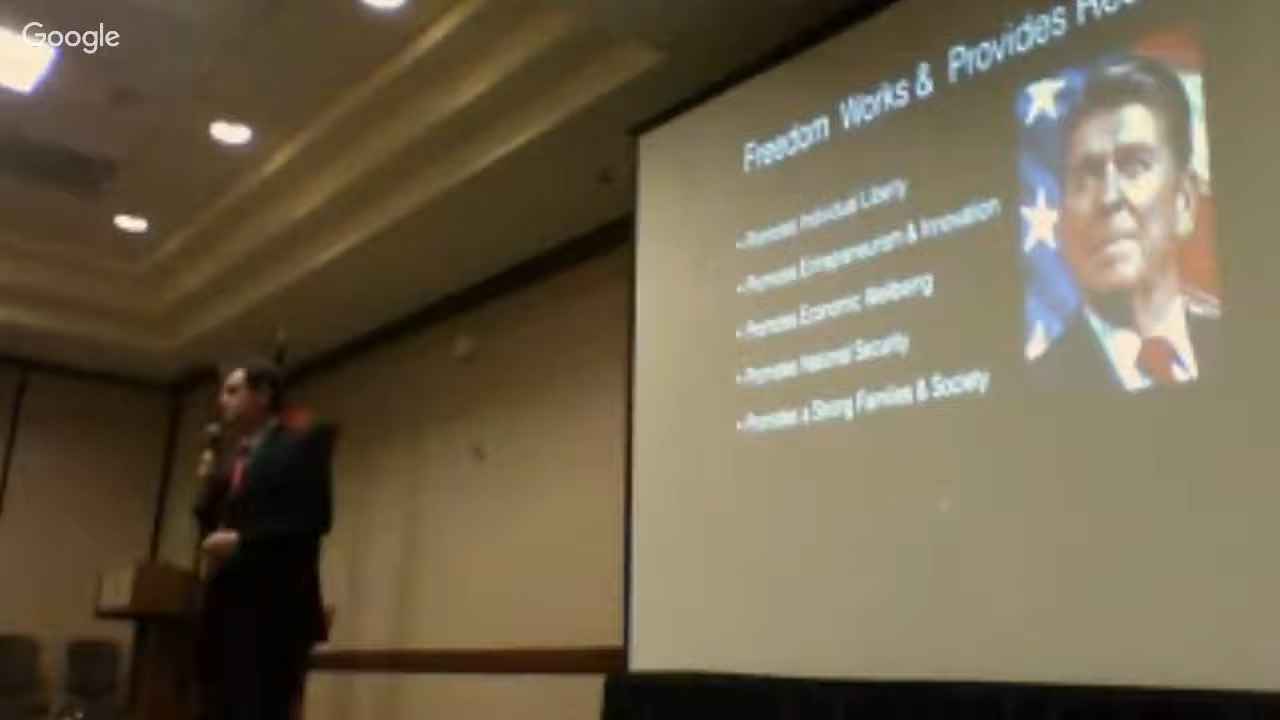 Google
Freedom Works & Provides
• Promotes Individual Liberty
• Promotes Entrepreneurism & Innovation
• Promotes Economic Wellbeing
• Promotes National Security
• Promotes a Strong Families & Society